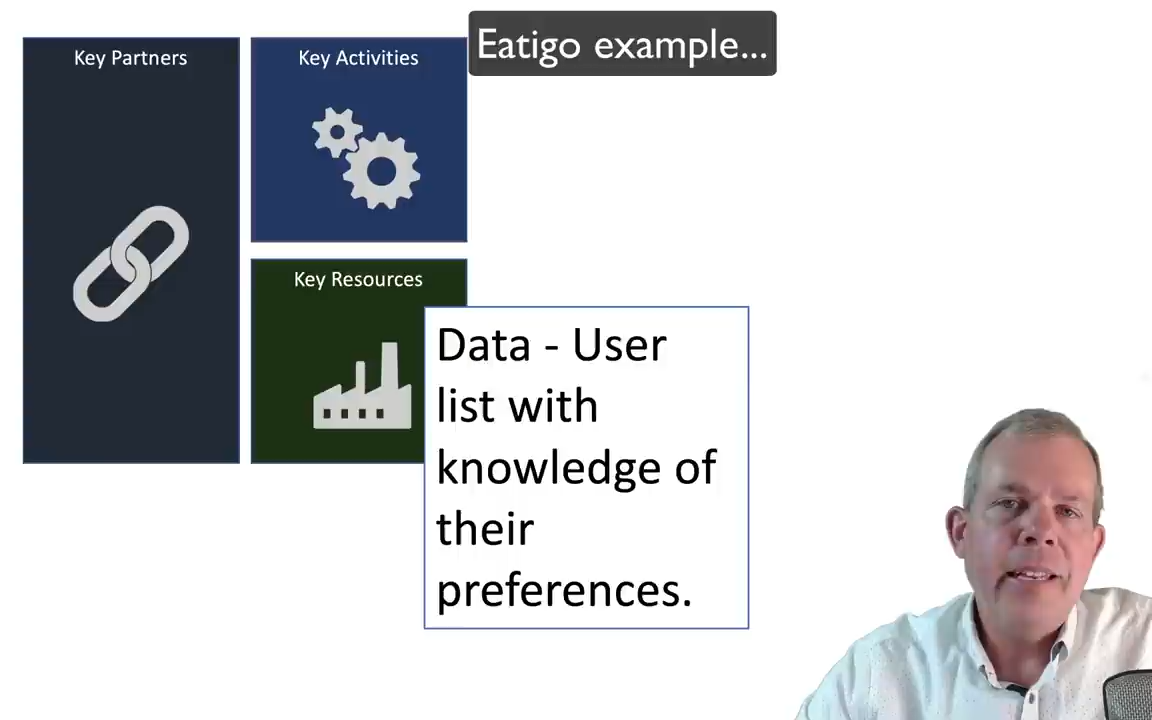 Eatigo example...
Key Partners
Key Activities
Key Resources
Data - User
list with
knowledge of
their
preferences.